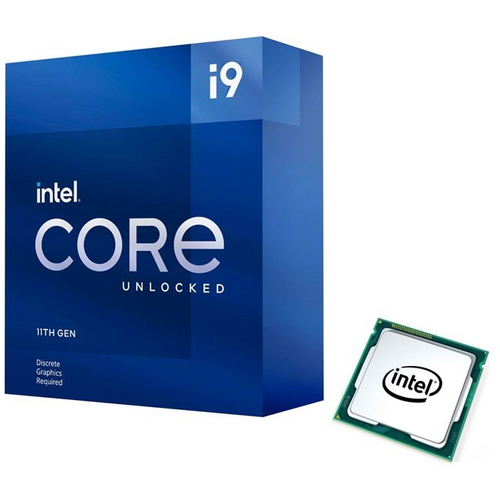 i9
intel.
CORE
UNLOCKED
11TH GEN
Discrete
Graphics
Required
intel